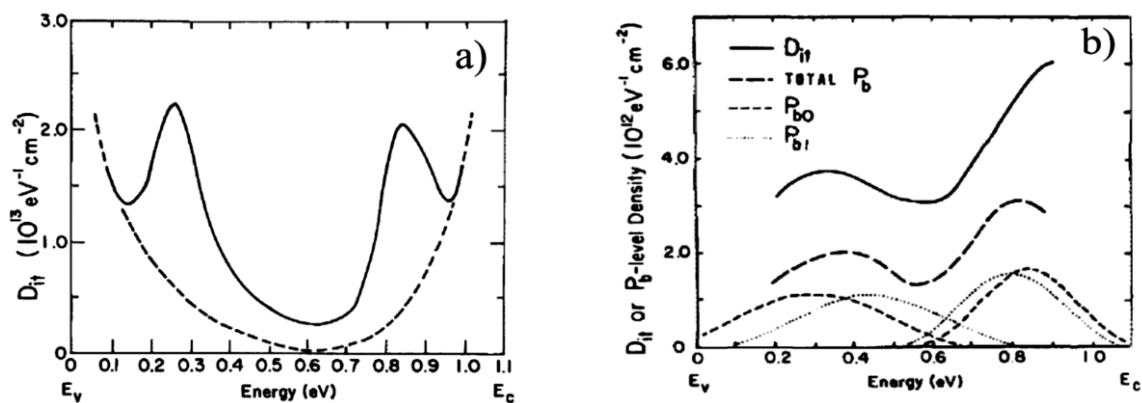 a)
3.0
2.0
1.0
0
D_it (10^13 eV^-1 cm^-2)
0 0.1 0.2 0.3 0.4 0.5 0.6 0.7 0.8 0.9 1.0 1.1
E_v Energy (eV) E_c
b)
D_it
TOTAL P_b
P_b0
P_b1
6.0
4.0
2.0
0
D_it or P_b-level Density (10^12 eV^-1 cm^-2)
0 0.2 0.4 0.6 0.8 1.0
E_v Energy (eV) E_c